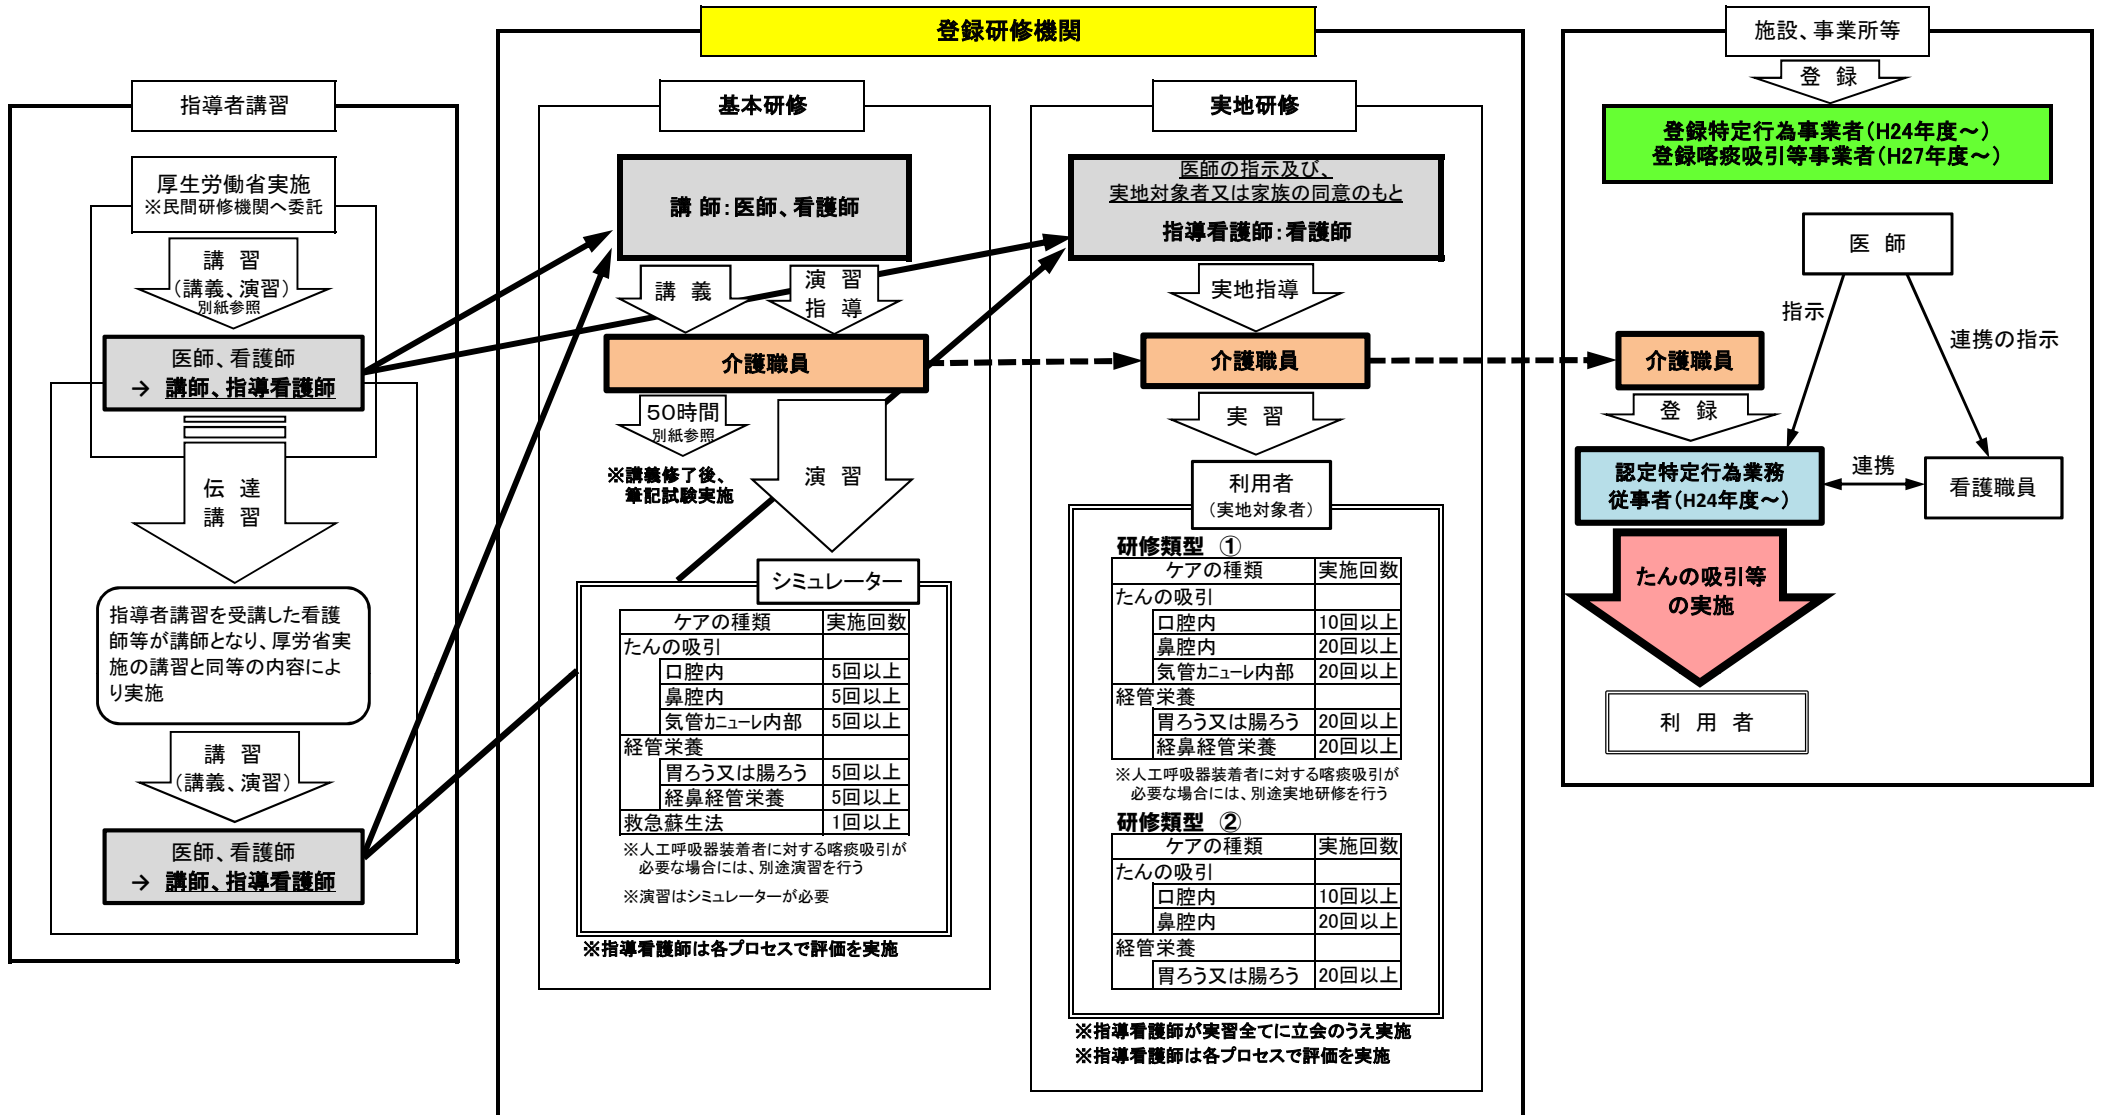 登録研修機関
指導者講習
厚生労働省実施
※民間研修機関へ委託
講 習
(講義、演習)
別紙参照
医師、看護師
→ 講師、指導看護師
伝 達
講 習
指導者講習を受講した看護
師等が講師となり、厚労省実
施の講習と同等の内容によ
り実施
講 習
(講義、演習)
医師、看護師
→ 講師、指導看護師
基本研修
講 師:医師、看護師
講 義
演 習
指 導
介護職員
50時間
別紙参照
※講義修了後、
筆記試験実施
演 習
シミュレーター
ケアの種類 実施回数
たんの吸引
口腔内 5回以上
鼻腔内 5回以上
気管カニューレ内部 5回以上
経管栄養
胃ろう又は腸ろう 5回以上
経鼻経管栄養 5回以上
救急蘇生法 1回以上
※人工呼吸器装着者に対する喀痰吸引が
必要な場合には、別途演習を行う
※演習はシミュレーターが必要
※指導看護師は各プロセスで評価を実施
実地研修
医師の指示及び、
実地対象者又は家族の同意のもと
指導看護師:看護師
実地指導
介護職員
実 習
利用者
(実地対象者)
研修類型 ①
ケアの種類 実施回数
たんの吸引
口腔内 10回以上
鼻腔内 20回以上
気管カニューレ内部 20回以上
経管栄養
胃ろう又は腸ろう 20回以上
経鼻経管栄養 20回以上
※人工呼吸器装着者に対する喀痰吸引が
必要な場合には、別途実地研修を行う
研修類型 ②
ケアの種類 実施回数
たんの吸引
口腔内 10回以上
鼻腔内 20回以上
経管栄養
胃ろう又は腸ろう 20回以上
※指導看護師が実習全てに立会のうえ実施
※指導看護師は各プロセスで評価を実施
施設、事業所等
登 録
登録特定行為事業者(H24年度~)
登録喀痰吸引等事業者(H27年度~)
医 師
指示
連携の指示
介護職員
登 録
認定特定行為業務
従事者(H24年度~)
連携
看護職員
たんの吸引等
の実施
利 用 者